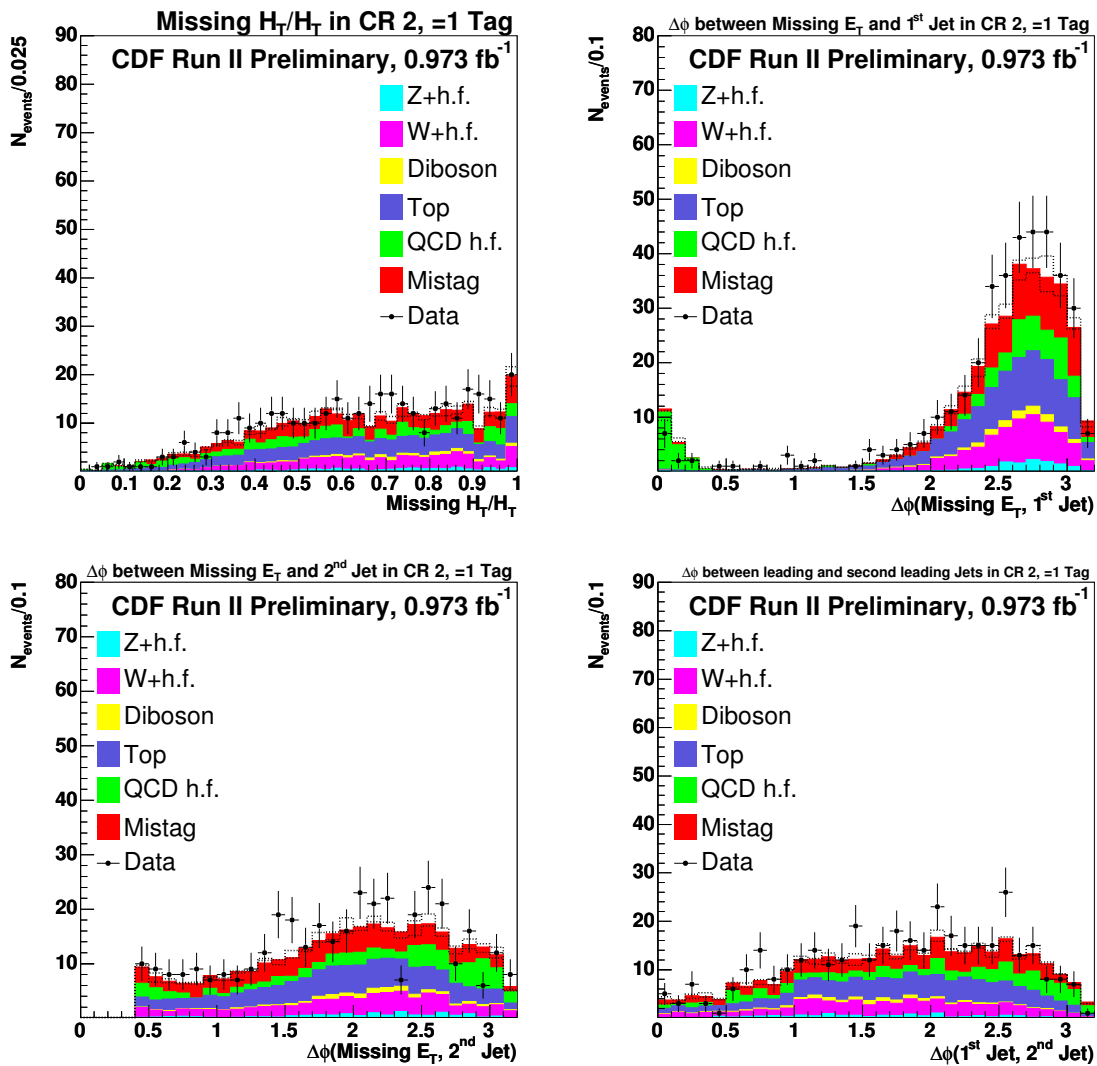 Missing H_T/H_T in CR 2, =1 Tag
N_events/0.025
CDF Run II Preliminary, 0.973 fb^-1
Z+h.f.
W+h.f.
Diboson
Top
QCD h.f.
Mistag
Data
0 10 20 30 40 50 60 70 80 90
0 0.1 0.2 0.3 0.4 0.5 0.6 0.7 0.8 0.9 1
Missing H_T/H_T
Δϕ between Missing E_T and 1^st Jet in CR 2, =1 Tag
N_events/0.1
CDF Run II Preliminary, 0.973 fb^-1
Z+h.f.
W+h.f.
Diboson
Top
QCD h.f.
Mistag
Data
0 10 20 30 40 50 60 70 80
0 0.5 1 1.5 2 2.5 3
Δϕ(Missing E_T, 1^st Jet)
Δϕ between Missing E_T and 2^nd Jet in CR 2, =1 Tag
N_events/0.1
CDF Run II Preliminary, 0.973 fb^-1
Z+h.f.
W+h.f.
Diboson
Top
QCD h.f.
Mistag
Data
0 10 20 30 40 50 60 70 80
0 0.5 1 1.5 2 2.5 3
Δϕ(Missing E_T, 2^nd Jet)
Δϕ between leading and second leading Jets in CR 2, =1 Tag
N_events/0.1
CDF Run II Preliminary, 0.973 fb^-1
Z+h.f.
W+h.f.
Diboson
Top
QCD h.f.
Mistag
Data
0 10 20 30 40 50 60 70 80 90
0 0.5 1 1.5 2 2.5 3
Δϕ(1^st Jet, 2^nd Jet)